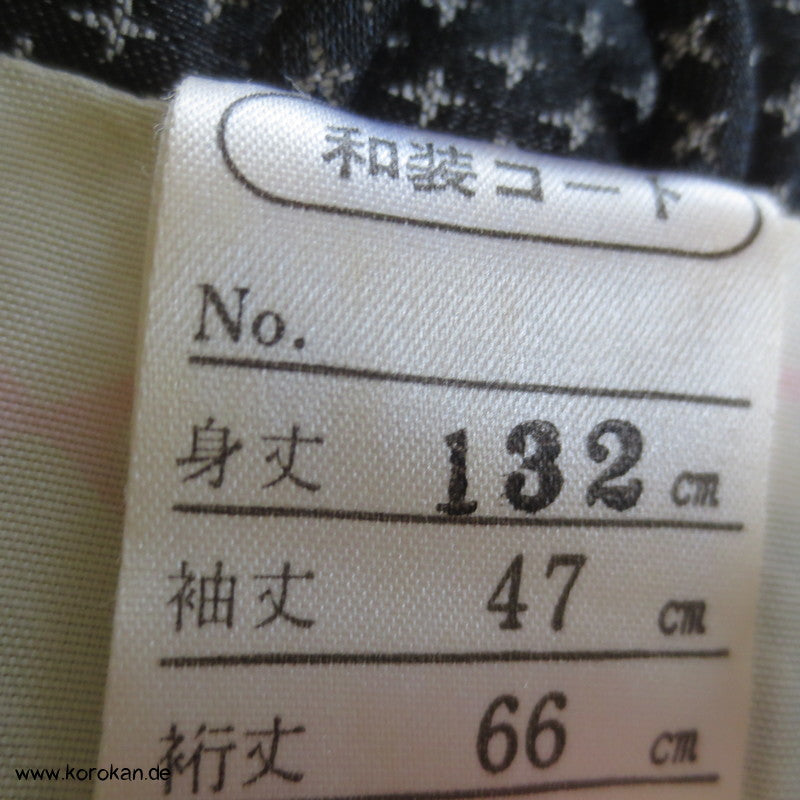 和装コート
No.
身丈 132 cm
袖丈 47 cm
裄丈 66 cm
www.korokan.de